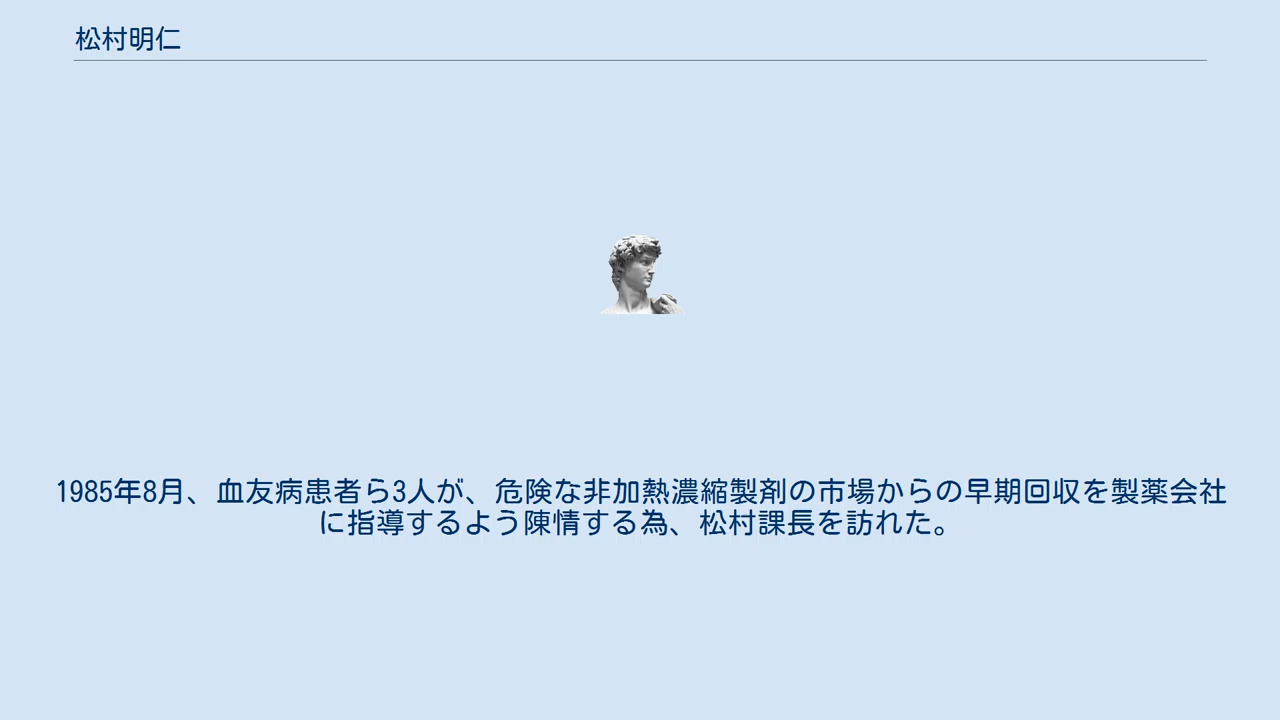 松村明仁
1985年8月、血友病患者ら3人が、危険な非加熱濃縮製剤の市場からの早期回収を製薬会社
に指導するよう陳情する為、松村課長を訪れた。